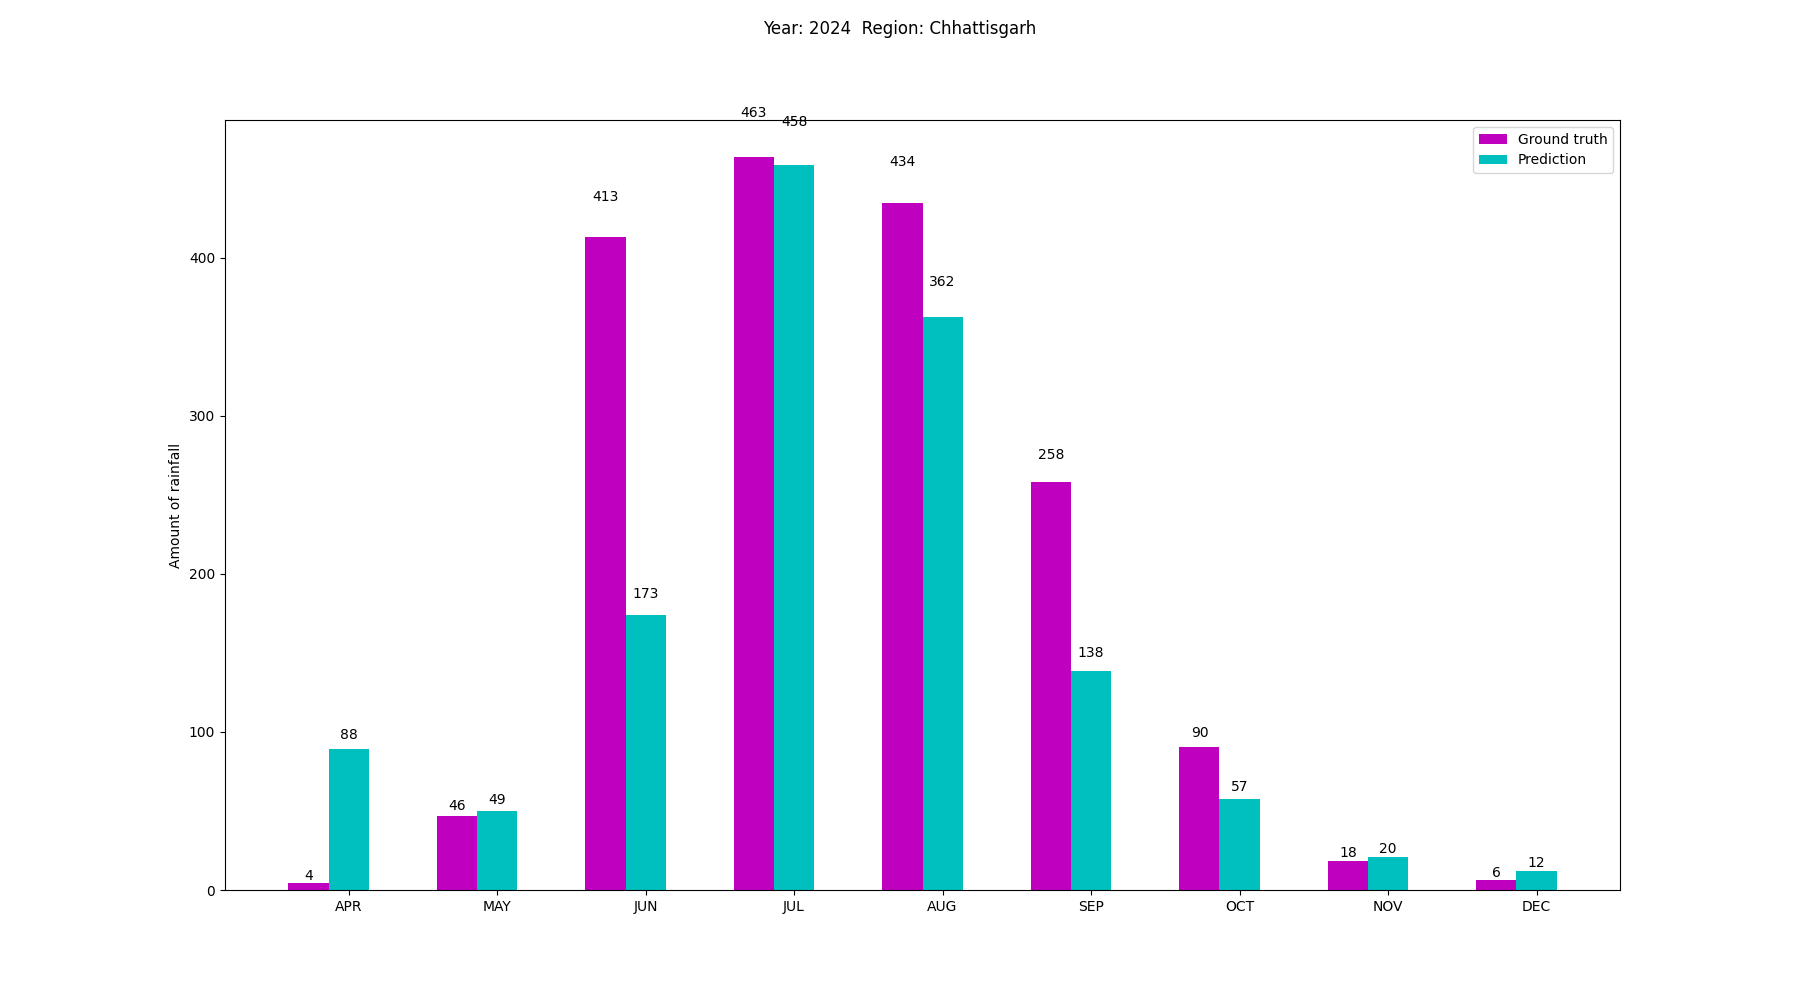 Year: 2024  Region: Chhattisgarh
Ground truth
Prediction
Amount of rainfall
400
300
200
100
0
463
458
434
413
362
258
173
138
88
90
57
46
49
4
18
20
6
12
APR
MAY
JUN
JUL
AUG
SEP
OCT
NOV
DEC